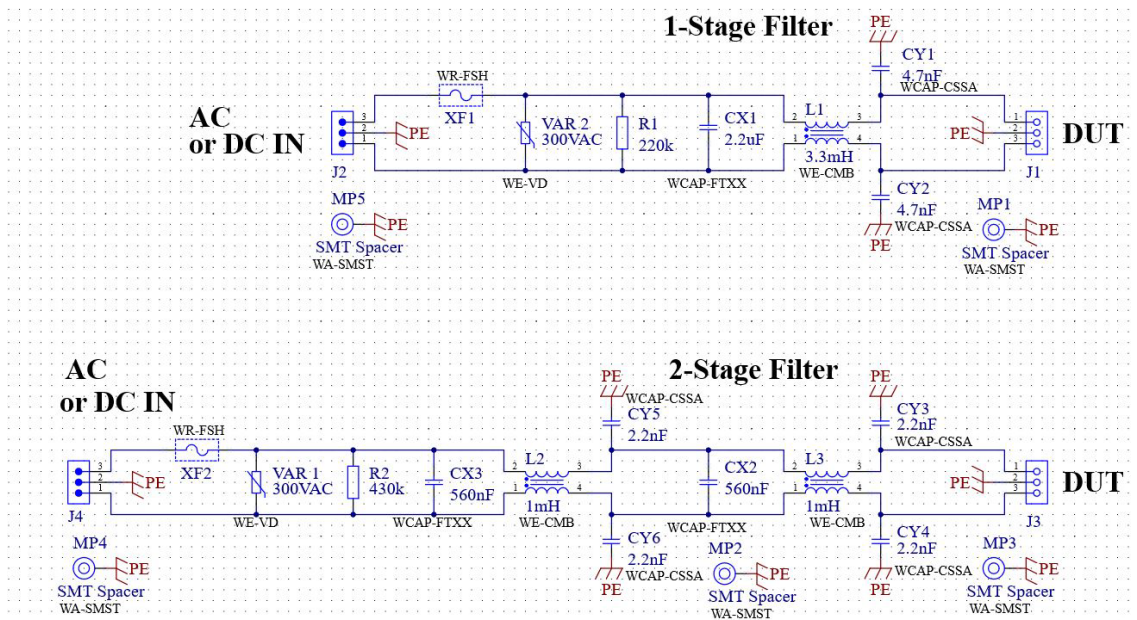 1-Stage Filter
PE
CY1
4.7nF
WCAP-CSSA
WR-FSH
XF1
AC
or DC IN
3
2
1
PE
J2
VAR 2
300VAC
WE-VD
R1
220k
CX1
2.2uF
WCAP-FTXX
L1
2
3
1
4
3.3mH
WE-CMB
PE
1
2
3
J1
DUT
CY2
4.7nF
WCAP-CSSA
PE
MP5
PE
SMT Spacer
WA-SMST
MP1
PE
SMT Spacer
WA-SMST
2-Stage Filter
AC
or DC IN
WR-FSH
XF2
3
2
1
PE
J4
VAR 1
300VAC
WE-VD
R2
430k
CX3
560nF
WCAP-FTXX
L2
2
3
1
4
1mH
WE-CMB
PE
WCAP-CSSA
CY5
2.2nF
CY6
2.2nF
WCAP-CSSA
PE
CX2
560nF
WCAP-FTXX
L3
2
3
1
4
1mH
WE-CMB
PE
CY3
2.2nF
WCAP-CSSA
CY4
2.2nF
WCAP-CSSA
PE
PE
1
2
3
J3
DUT
MP4
PE
SMT Spacer
WA-SMST
MP2
PE
SMT Spacer
WA-SMST
MP3
PE
SMT Spacer
WA-SMST